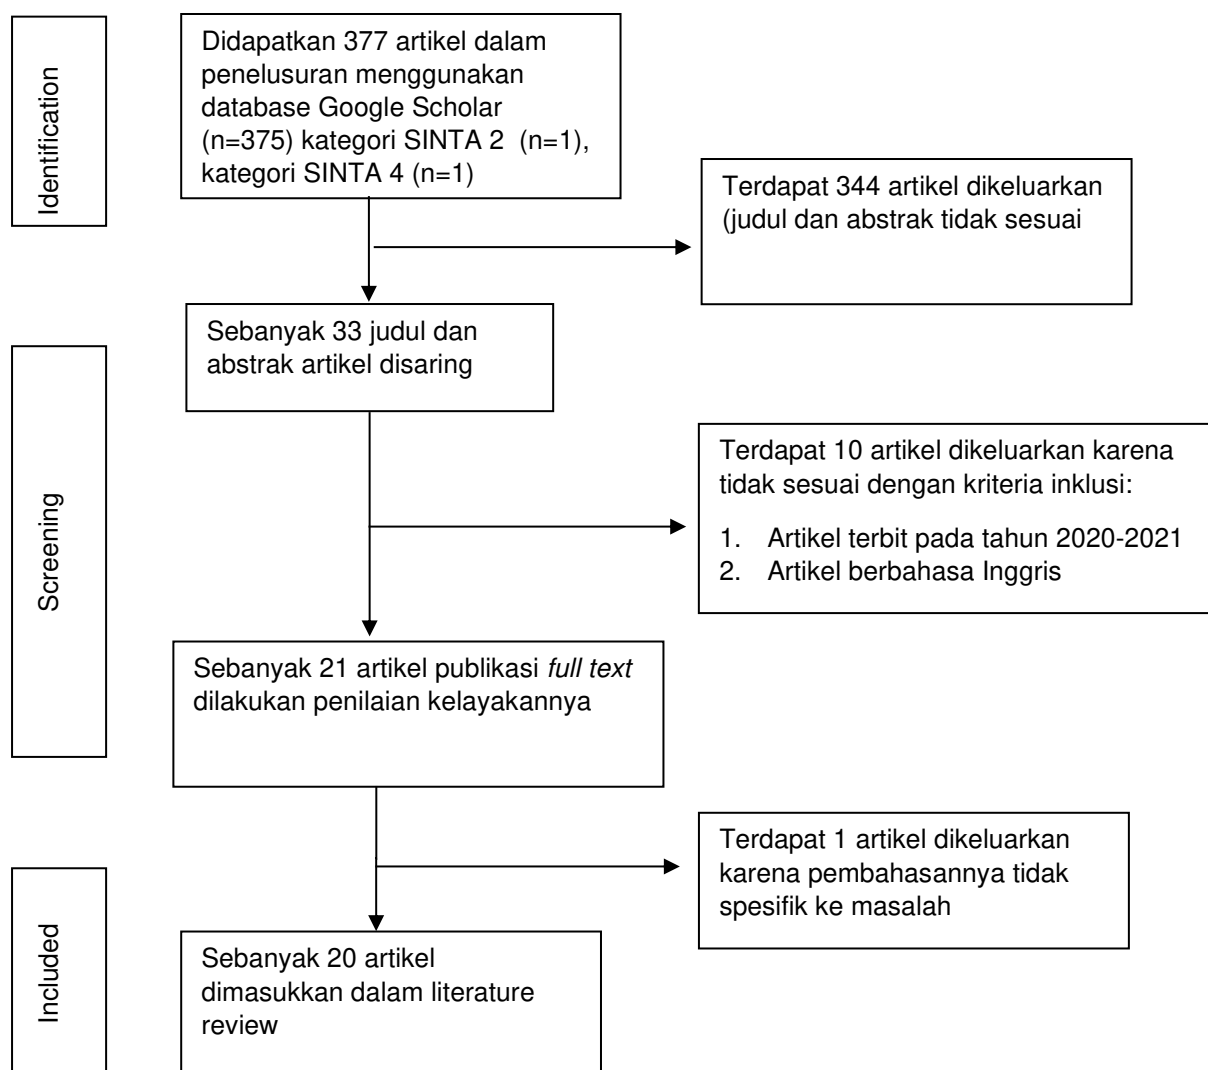 Identification
Didapatkan 377 artikel dalam
penelusuran menggunakan
database Google Scholar
(n=375) kategori SINTA 2  (n=1),
kategori SINTA 4 (n=1)
Terdapat 344 artikel dikeluarkan
(judul dan abstrak tidak sesuai
Screening
Sebanyak 33 judul dan
abstrak artikel disaring
Terdapat 10 artikel dikeluarkan karena
tidak sesuai dengan kriteria inklusi:
1. Artikel terbit pada tahun 2020-2021
2. Artikel berbahasa Inggris
Sebanyak 21 artikel publikasi full text
dilakukan penilaian kelayakannya
Terdapat 1 artikel dikeluarkan
karena pembahasannya tidak
spesifik ke masalah
Included
Sebanyak 20 artikel
dimasukkan dalam literature
review